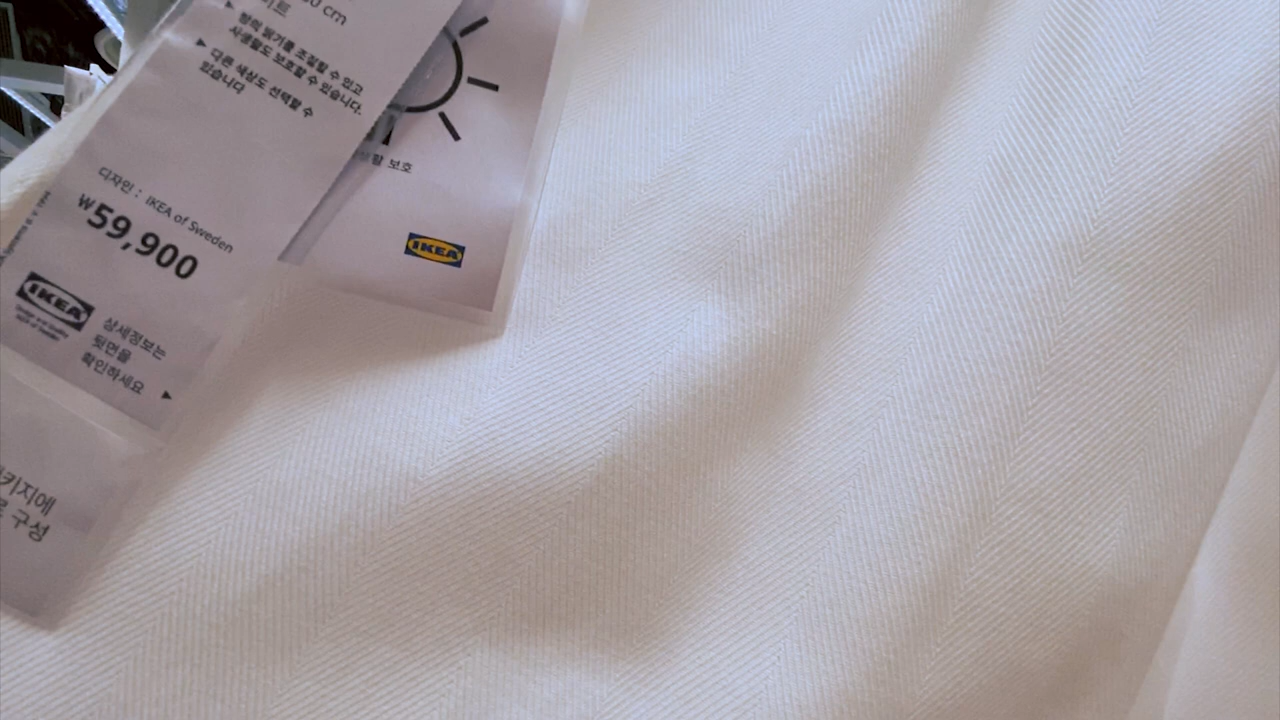 0 cm
▶ 방의 밝기를 조절할 수 있고
사생활도 보호할 수 있습니다.
▶ 다른 색상도 선택할 수
있습니다
디자인 : IKEA of Sweden
₩59,900
IKEA
상세정보는
뒷면을
확인하세요 ▶
보호
IKEA
키지에
구성